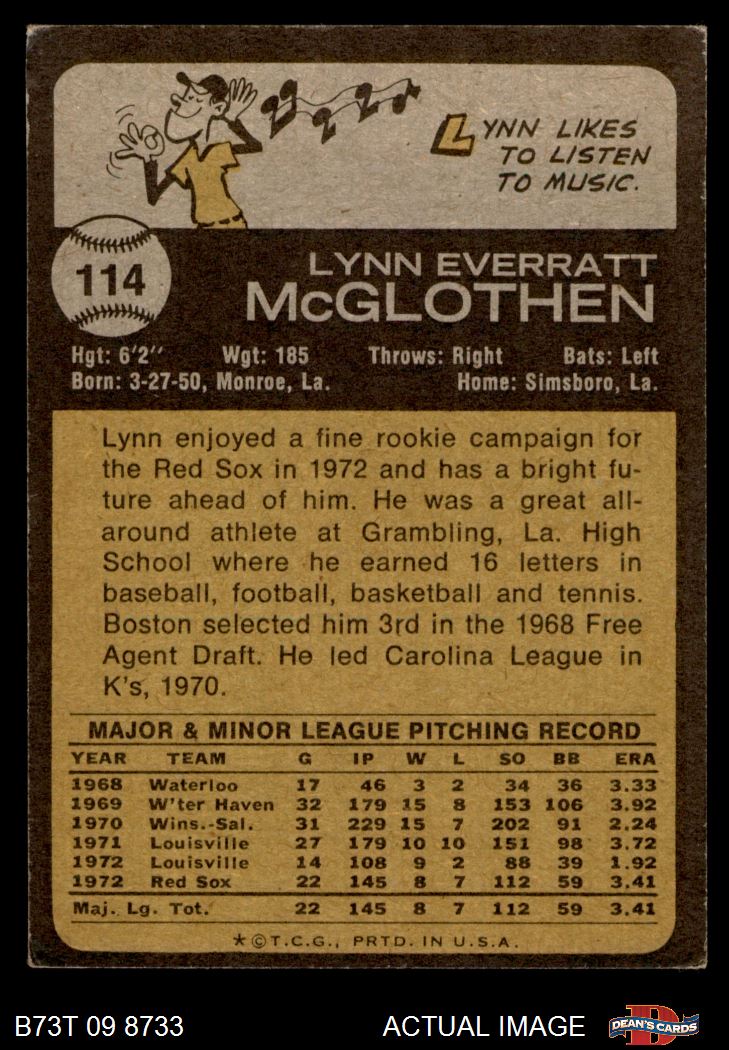 LYNN LIKES
TO LISTEN
TO MUSIC.
114
LYNN EVERRATT
McGLOTHEN
Hgt: 6'2'' Wgt: 185 Throws: Right Bats: Left
Born: 3-27-50, Monroe, La. Home: Simsboro, La.
Lynn enjoyed a fine rookie campaign for
the Red Sox in 1972 and has a bright fu-
ture ahead of him. He was a great all-
around athlete at Grambling, La. High
School where he earned 16 letters in
baseball, football, basketball and tennis.
Boston selected him 3rd in the 1968 Free
Agent Draft. He led Carolina League in
K's, 1970.
MAJOR & MINOR LEAGUE PITCHING RECORD
YEAR TEAM G IP W L SO BB ERA
1968 Waterloo 17 46 3 2 34 36 3.33
1969 W'ter Haven 32 179 15 8 153 106 3.92
1970 Wins.-Sal. 31 229 15 7 202 91 2.24
1971 Louisville 27 179 10 10 151 98 3.72
1972 Louisville 14 108 9 2 88 39 1.92
1972 Red Sox 22 145 8 7 112 59 3.41
Maj. Lg. Tot. 22 145 8 7 112 59 3.41
*©T.C.G., PRTD. IN U.S.A.
B73T 09 8733 ACTUAL IMAGE D DEAN'S CARDS